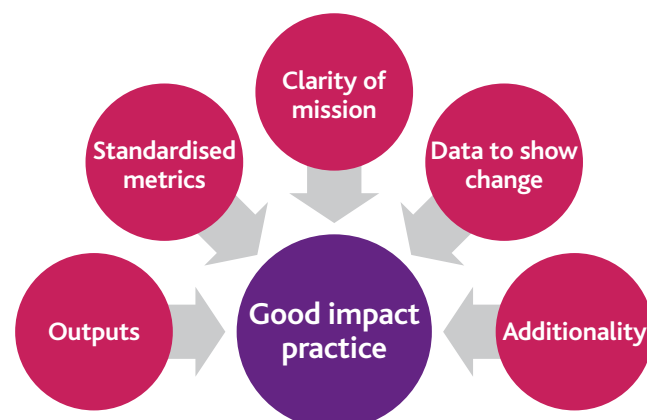 Clarity of
mission
Standardised
metrics
Data to show
change
Outputs
Good impact
practice
Additionality